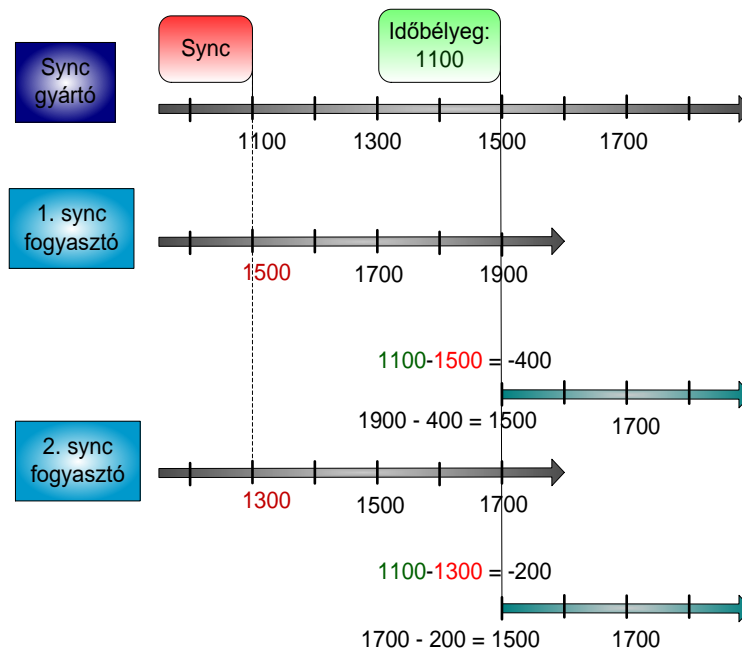 Sync
Időbélyeg:
1100
Sync
gyártó
1100 1300 1500 1700
1. sync
fogyasztó
1500 1700 1900
1100-1500 = -400
1900 - 400 = 1500 1700
2. sync
fogyasztó
1300 1500 1700
1100-1300 = -200
1700 - 200 = 1500 1700